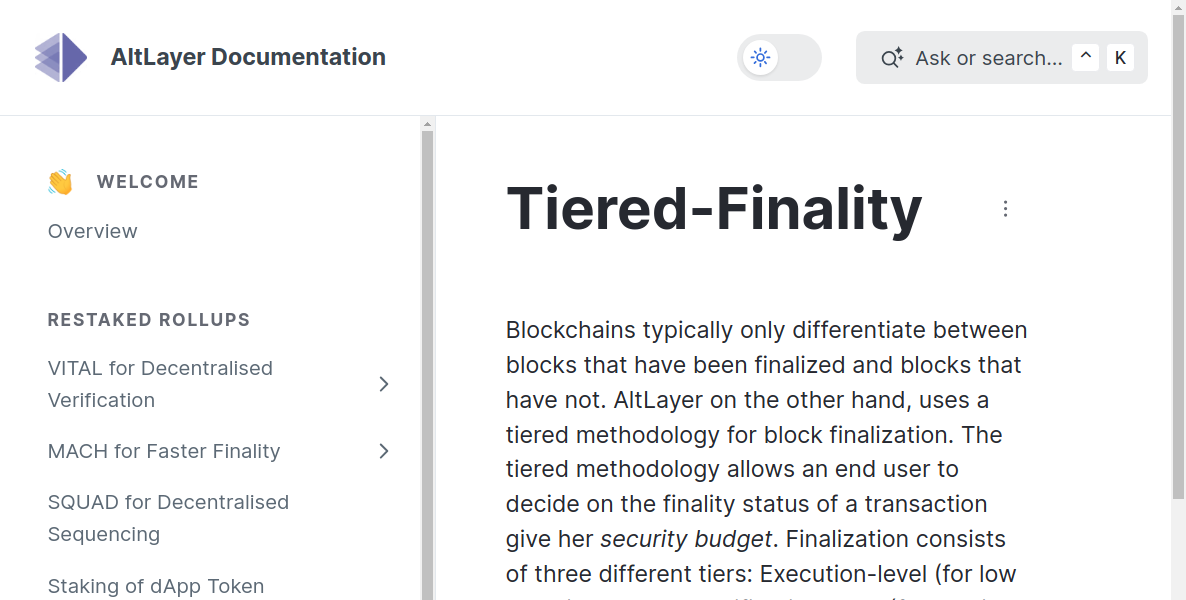 AltLayer Documentation
Ask or search... ^ K
WELCOME
Overview
RESTAKED ROLLUPS
VITAL for Decentralised
Verification
MACH for Faster Finality
SQUAD for Decentralised
Sequencing
Staking of dApp Token
Tiered-Finality
Blockchains typically only differentiate between
blocks that have been finalized and blocks that
have not. AltLayer on the other hand, uses a
tiered methodology for block finalization. The
tiered methodology allows an end user to
decide on the finality status of a transaction
give her security budget. Finalization consists
of three different tiers: Execution-level (for low